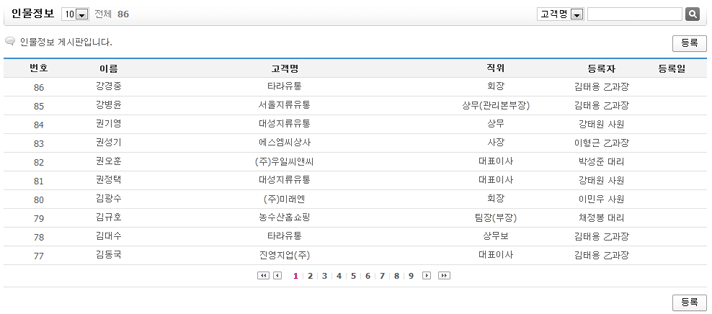 인물정보 10 전체 86 고객명
인물정보 게시판입니다. 등록
번호 이름 고객명 직위 등록자 등록일
86 강경중 타라유통 회장 김태용 乙과장
85 강병윤 서울지류유통 상무(관리본부장) 김태용 乙과장
84 권기영 대성지류유통 상무 강태원 사원
83 권성기 에스엠씨상사 사장 이형근 乙과장
82 권오훈 (주)우일씨앤씨 대표이사 박성준 대리
81 권정택 대성지류유통 대표이사 강태원 사원
80 김광수 (주)미래엔 회장 이민우 사원
79 김규호 농수산홈쇼핑 팀장(부장) 채정봉 대리
78 김대수 타라유통 상무보 김태용 乙과장
77 김동국 진영지업(주) 대표이사 김태용 乙과장
1 2 3 4 5 6 7 8 9
등록